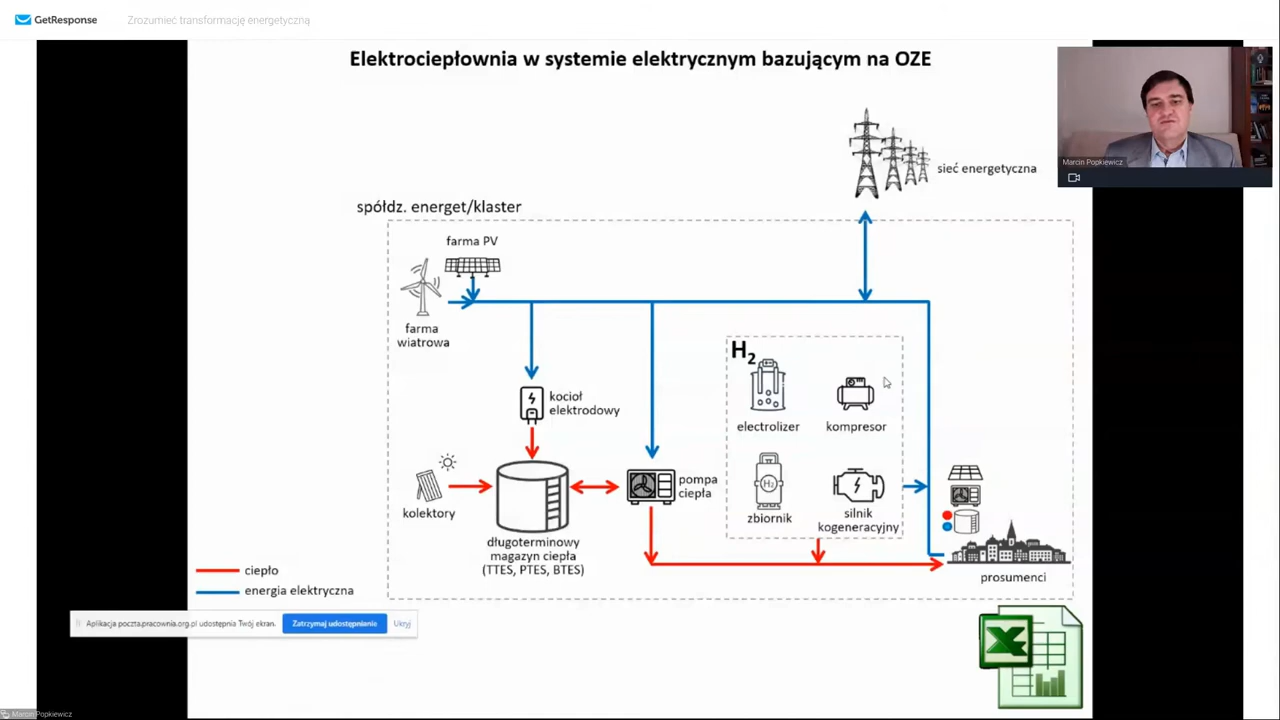 GetResponse
Zrozumieć transformację energetyczną
Elektrociepłownia w systemie elektrycznym bazującym na OZE
Marcin Popkiewicz
sieć energetyczna
spółdz. energet/klaster
farma PV
farma
wiatrowa
H₂
kocioł
elektrodowy
electrolizer
kompresor
kolektory
pompa
ciepła
H₂
zbiornik
silnik
kogeneracyjny
długoterminowy
magazyn ciepła
(TTES, PTES, BTES)
prosumenci
ciepło
energia elektryczna
Aplikacja poczta.pracownia.org.pl udostępnia Twój ekran.
Zatrzymaj udostępnianie
Ukryj
X
Marcin Popkiewicz